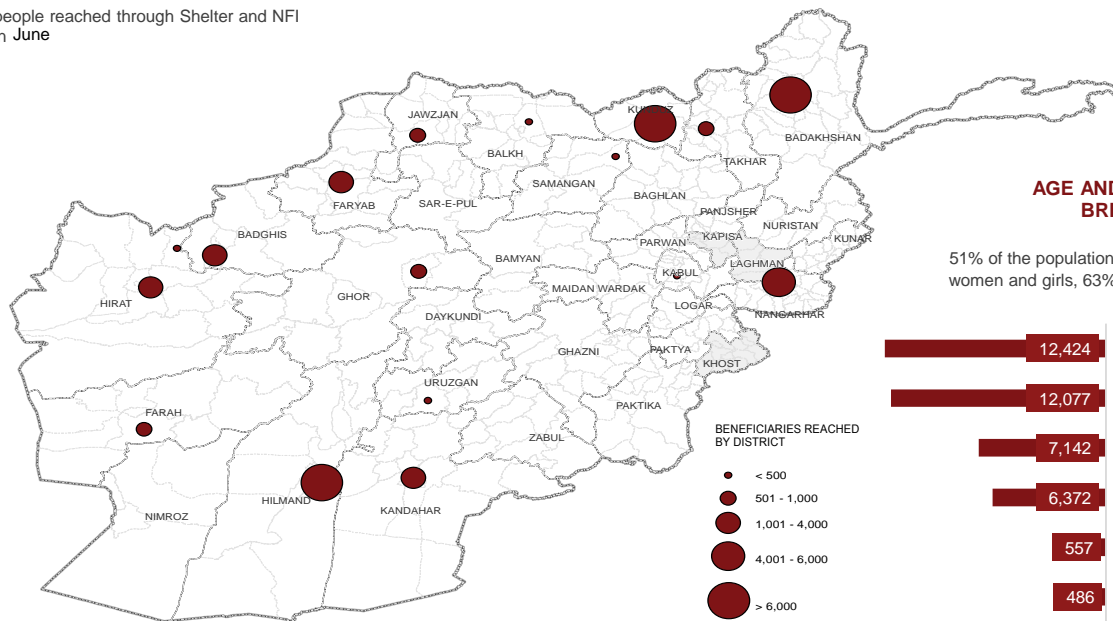 people reached through Shelter and NFI
June
JAWZJAN
BALKH
BADAKHSHAN
TAKHAR
SAMANGAN
BAGHLAN
FARYAB
SAR-E-PUL
PANJSHER
NURISTAN
BADGHIS
PARWAN
KAPISA
KUNAR
BAMYAN
LAGHMAN
KABUL
HIRAT
GHOR
MAIDAN WARDAK
LOGAR
NANGARHAR
DAYKUNDI
GHAZNI
PAKTYA
KHOST
URUZGAN
PAKTIKA
FARAH
ZABUL
HILMAND
KANDAHAR
NIMROZ
BENEFICIARIES REACHED
BY DISTRICT
< 500
501 - 1,000
1,001 - 4,000
4,001 - 6,000
> 6,000
AGE AND
51% of the population
women and girls, 63%
12,424
12,077
7,142
6,372
557
486